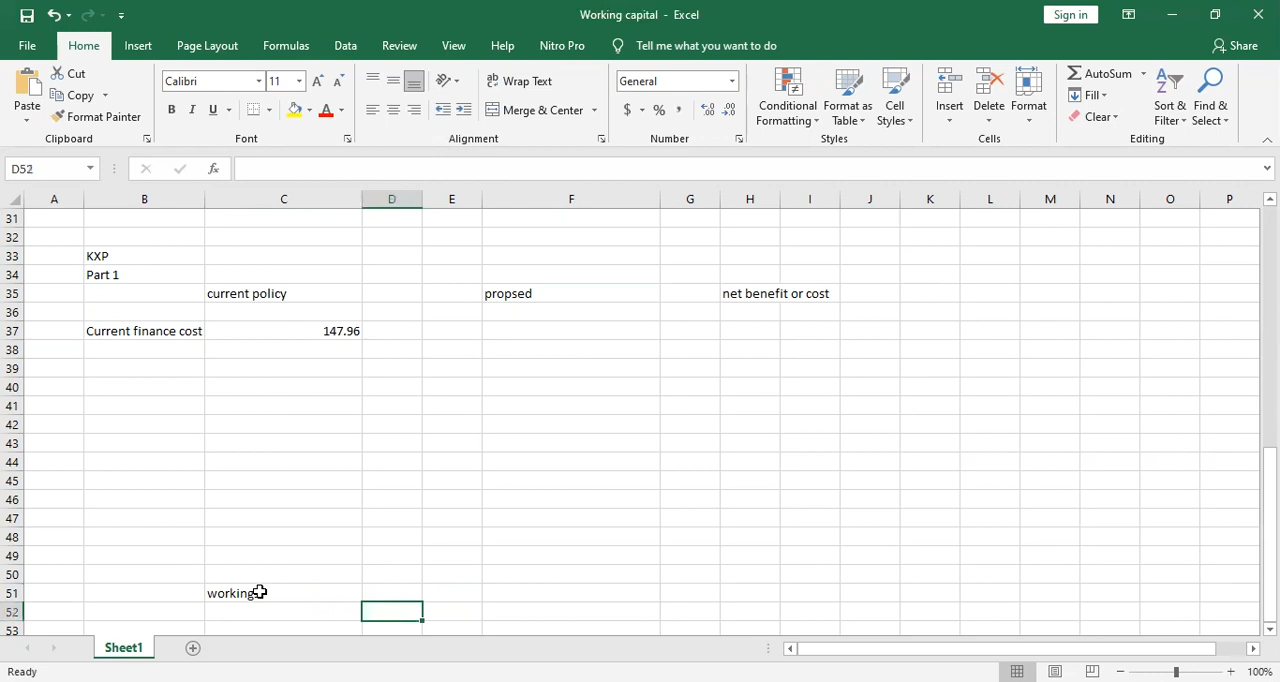 Working capital - Excel
Sign in
File Home Insert Page Layout Formulas Data Review View Help Nitro Pro Tell me what you want to do Share
Paste
Cut
Copy
Format Painter
Clipboard
Calibri 11
B I U
Font
Wrap Text
Merge & Center
Alignment
General
Number
Conditional Formatting
Format as Table
Cell Styles
Styles
Insert Delete Format
Cells
AutoSum
Fill
Clear
Sort & Filter
Find & Select
Editing
D52
fx
A B C D E F G H I J K L M N O P
31
32
33 KXP
34 Part 1
35 current policy propsed net benefit or cost
36
37 Current finance cost 147.96
38
39
40
41
42
43
44
45
46
47
48
49
50
51 working
52
53
Sheet1
Ready 100%